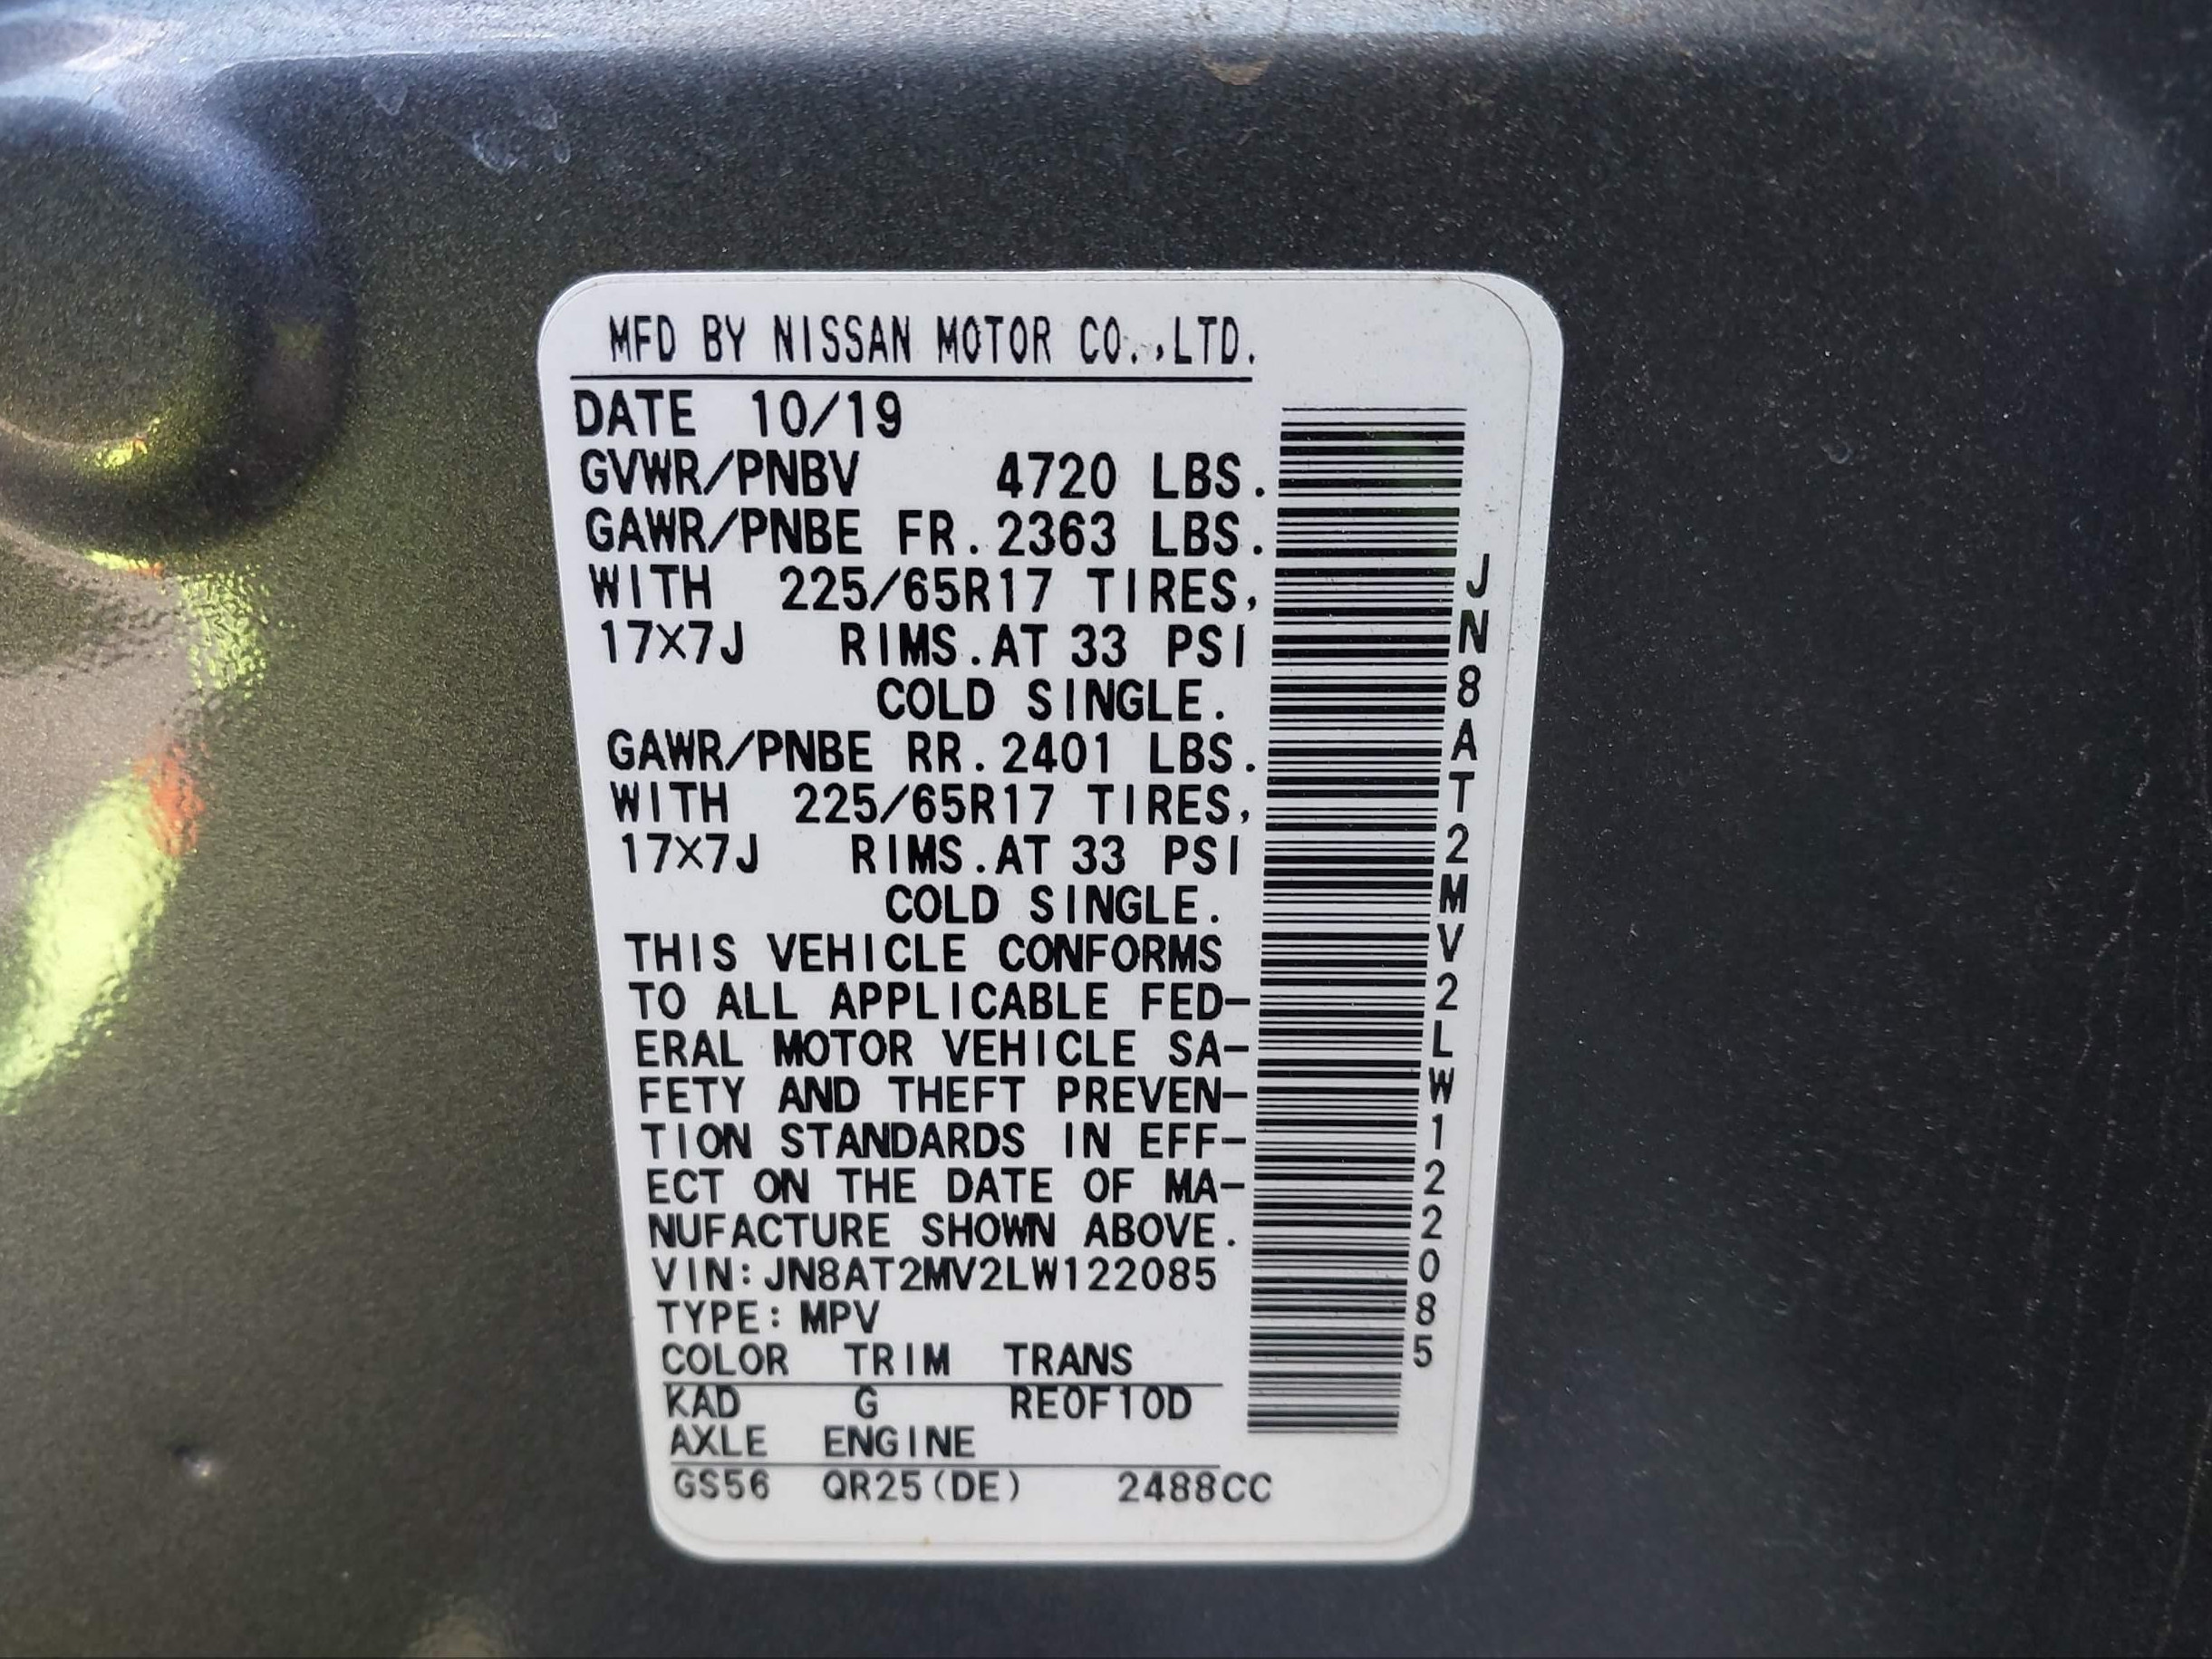 MFD BY NISSAN MOTOR CO.,LTD.
DATE 10/19
GVWR/PNBV 4720 LBS.
GAWR/PNBE FR. 2363 LBS.
WITH 225/65R17 TIRES,
17X7J RIMS.AT 33 PSI
COLD SINGLE.
GAWR/PNBE RR. 2401 LBS.
WITH 225/65R17 TIRES,
17X7J RIMS.AT 33 PSI
COLD SINGLE.
THIS VEHICLE CONFORMS
TO ALL APPLICABLE FED-
ERAL MOTOR VEHICLE SA-
FETY AND THEFT PREVEN-
TION STANDARDS IN EFF-
ECT ON THE DATE OF MA-
NUFACTURE SHOWN ABOVE.
VIN:JN8AT2MV2LW122085
TYPE:MPV
COLOR TRIM TRANS
KAD G RE0F10D
AXLE ENGINE
GS56 QR25(DE) 2488CC
JN8AT2MV2LW122085